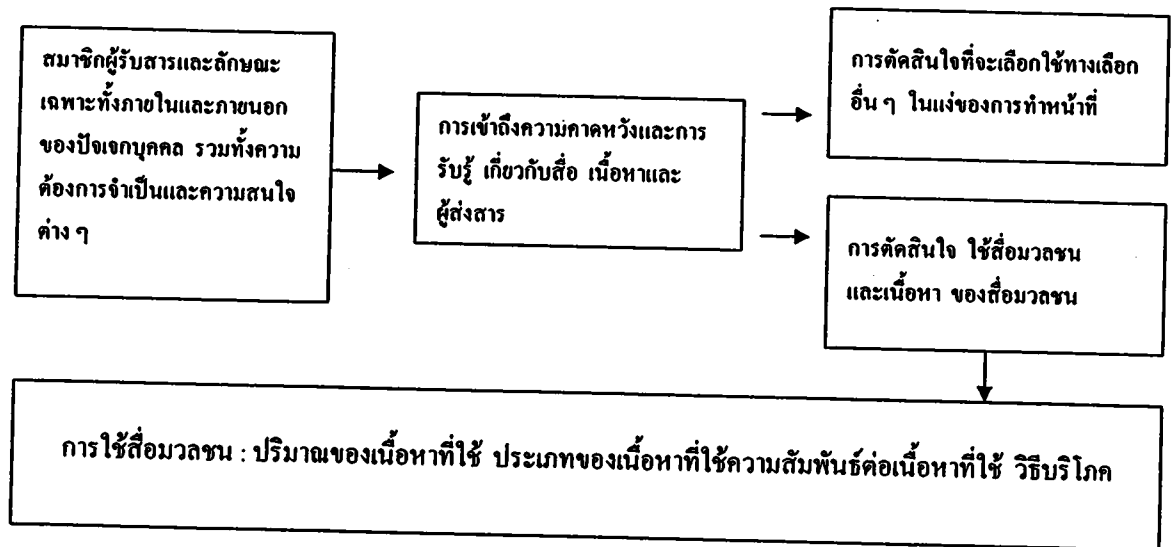 สมาชิกผู้รับสารและลักษณะ
เฉพาะทั้งภายในและภายนอก
ของปัจเจกบุคคล รวมทั้งความ
ต้องการจำเป็นและความสนใจ
ต่าง ๆ
การเข้าถึงความคาดหวังและการ
รับรู้ เกี่ยวกับสื่อ เนื้อหาและ
ผู้ส่งสาร
การตัดสินใจที่จะเลือกใช้ทางเลือก
อื่น ๆ ในแง่ของการทำหน้าที่
การตัดสินใจ ใช้สื่อมวลชน
และเนื้อหา ของสื่อมวลชน
การใช้สื่อมวลชน : ปริมาณของเนื้อหาที่ใช้ ประเภทของเนื้อหาที่ใช้ความสัมพันธ์ต่อเนื้อหาที่ใช้ วิธีบริโภค